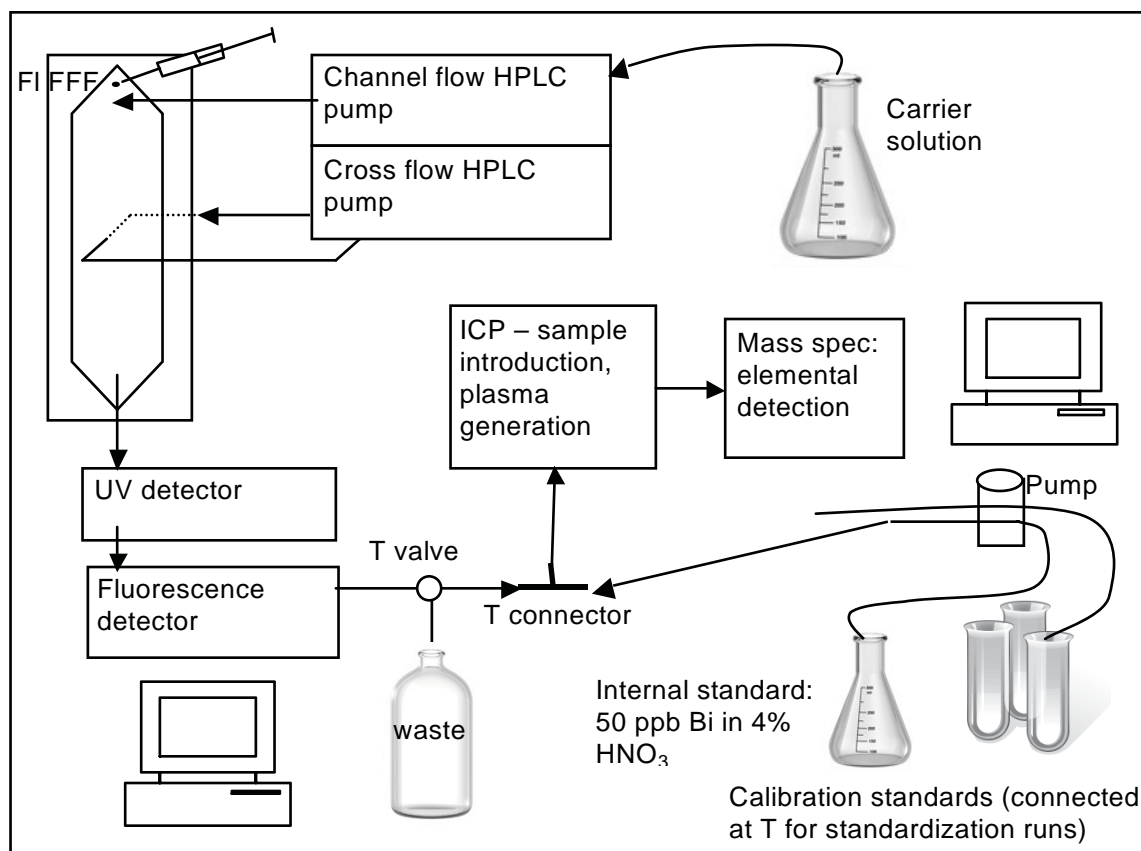 Fl FFF
Channel flow HPLC
pump
Cross flow HPLC
pump
Carrier
solution
ICP – sample
introduction,
plasma
generation
Mass spec:
elemental
detection
UV detector
Fluorescence
detector
T valve
T connector
waste
Pump
Internal standard:
50 ppb Bi in 4%
HNO₃
Calibration standards (connected
at T for standardization runs)